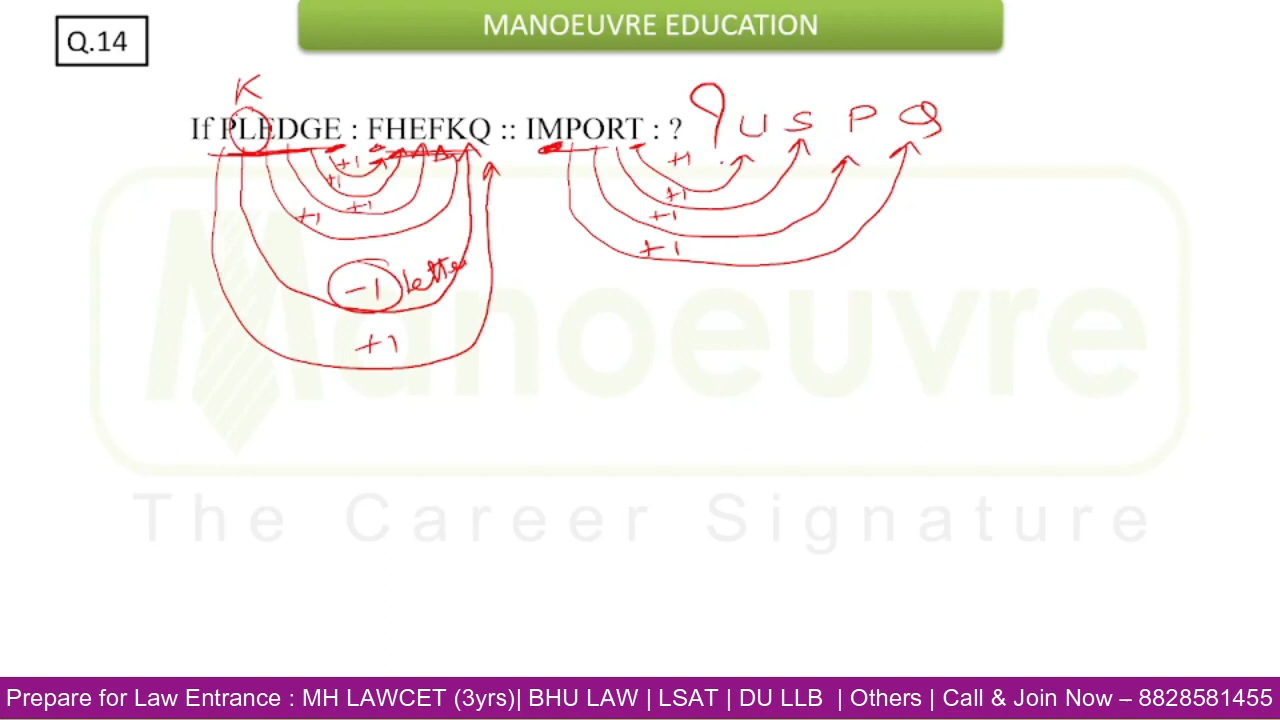 MANOEUVRE EDUCATION
Q.14
K
If PLEDGE : FHEFKQ :: IMPORT : ?
U S P Q
+1
+1
+1
+1
-1 letter
+1
+1
+1
+1
+1
Manoeuvre
The Career Signature
Prepare for Law Entrance : MH LAWCET (3yrs)| BHU LAW | LSAT | DU LLB | Others | Call & Join Now – 8828581455